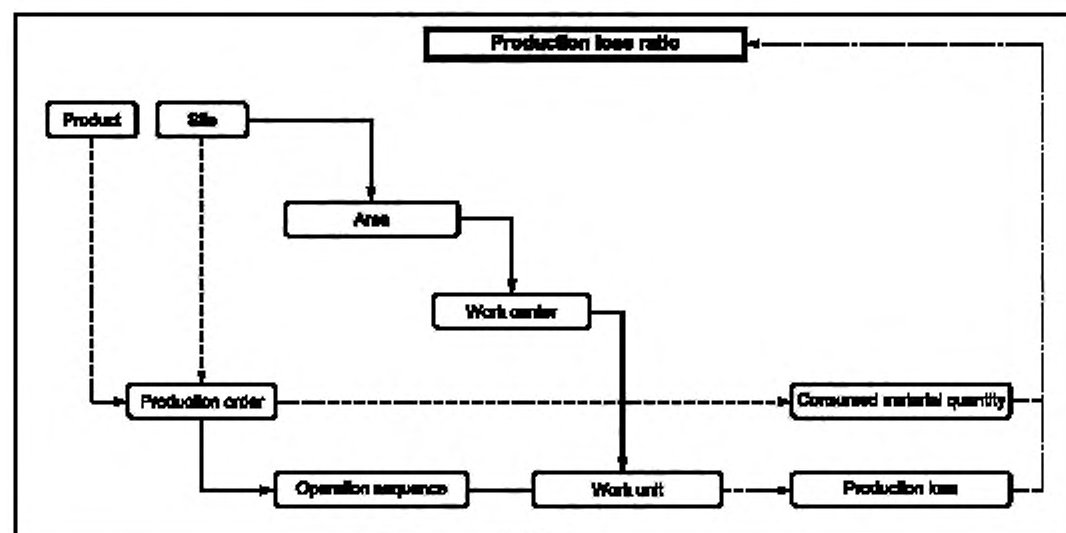 Production loss ratio
Product
Site
Area
Work center
Production order
Consumed material quantity
Operation sequence
Work unit
Production loss